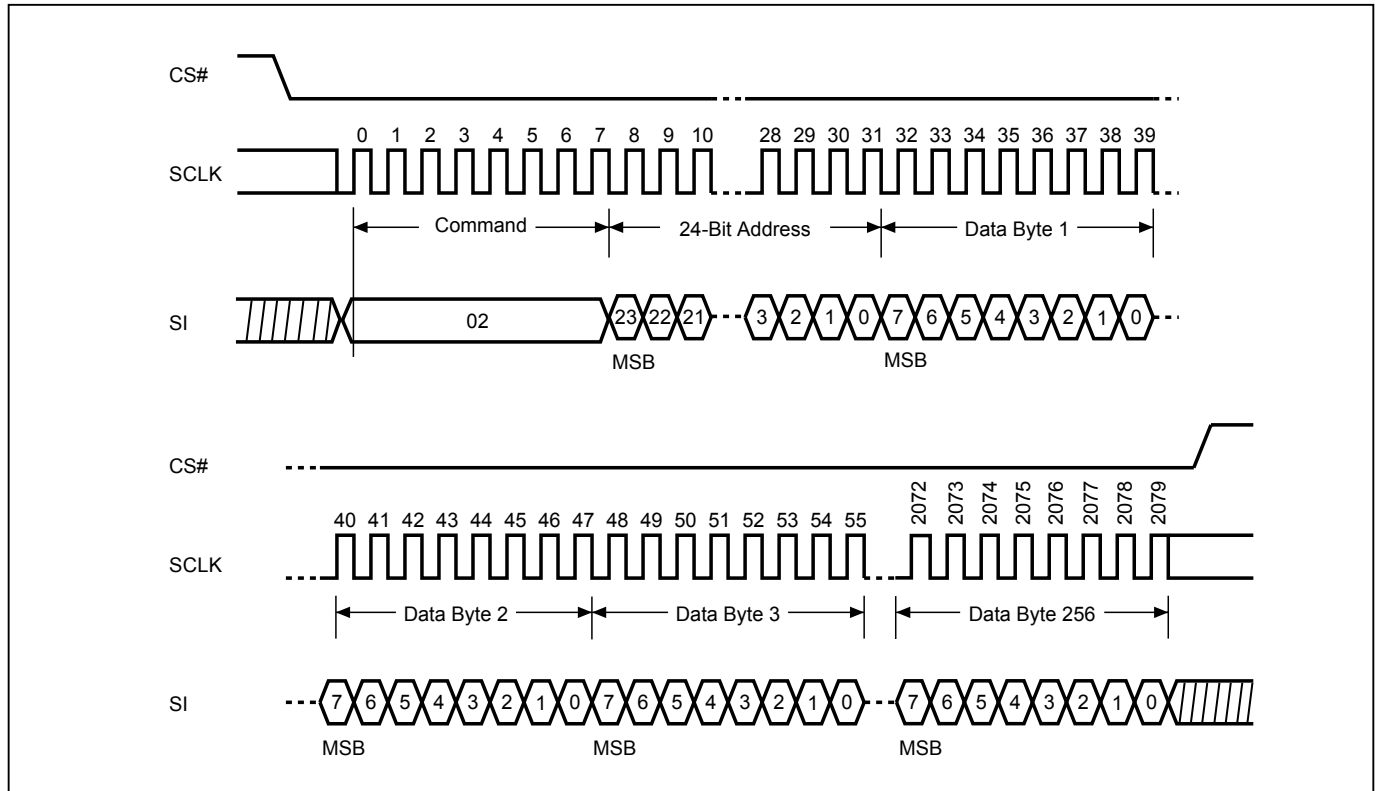 CS#
0 1 2 3 4 5 6 7 8 9 10 28 29 30 31 32 33 34 35 36 37 38 39
SCLK
Command 24-Bit Address Data Byte 1
SI 02 23 22 21 3 2 1 0 7 6 5 4 3 2 1 0
MSB MSB
CS#
2072 2073 2074 2075 2076 2077 2078 2079
40 41 42 43 44 45 46 47 48 49 50 51 52 53 54 55
SCLK
Data Byte 2 Data Byte 3 Data Byte 256
SI 7 6 5 4 3 2 1 0 7 6 5 4 3 2 1 0 7 6 5 4 3 2 1 0
MSB MSB MSB